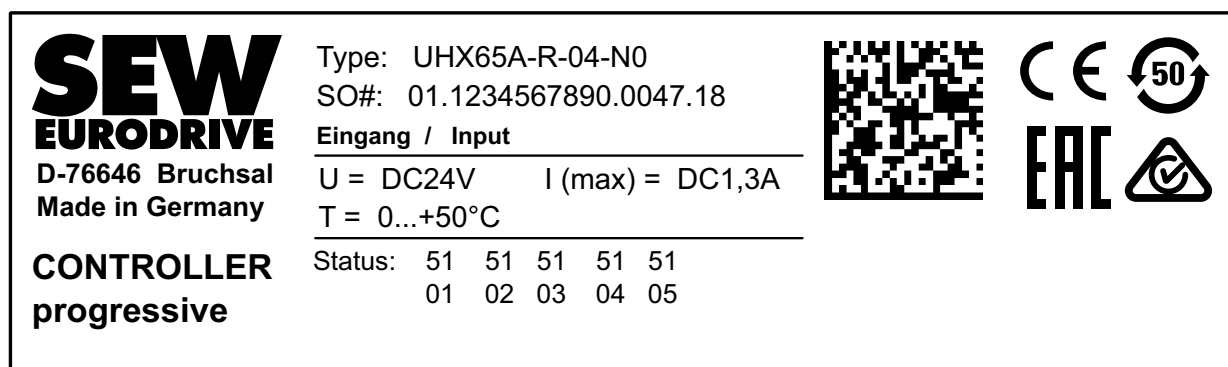 SEW
EURODRIVE
D-76646 Bruchsal
Made in Germany
CONTROLLER
progressive
Type: UHX65A-R-04-N0
SO#: 01.1234567890.0047.18
Eingang / Input
U = DC24V I (max) = DC1,3A
T = 0...+50°C
Status: 51 51 51 51 51
01 02 03 04 05
CE
50
EAC